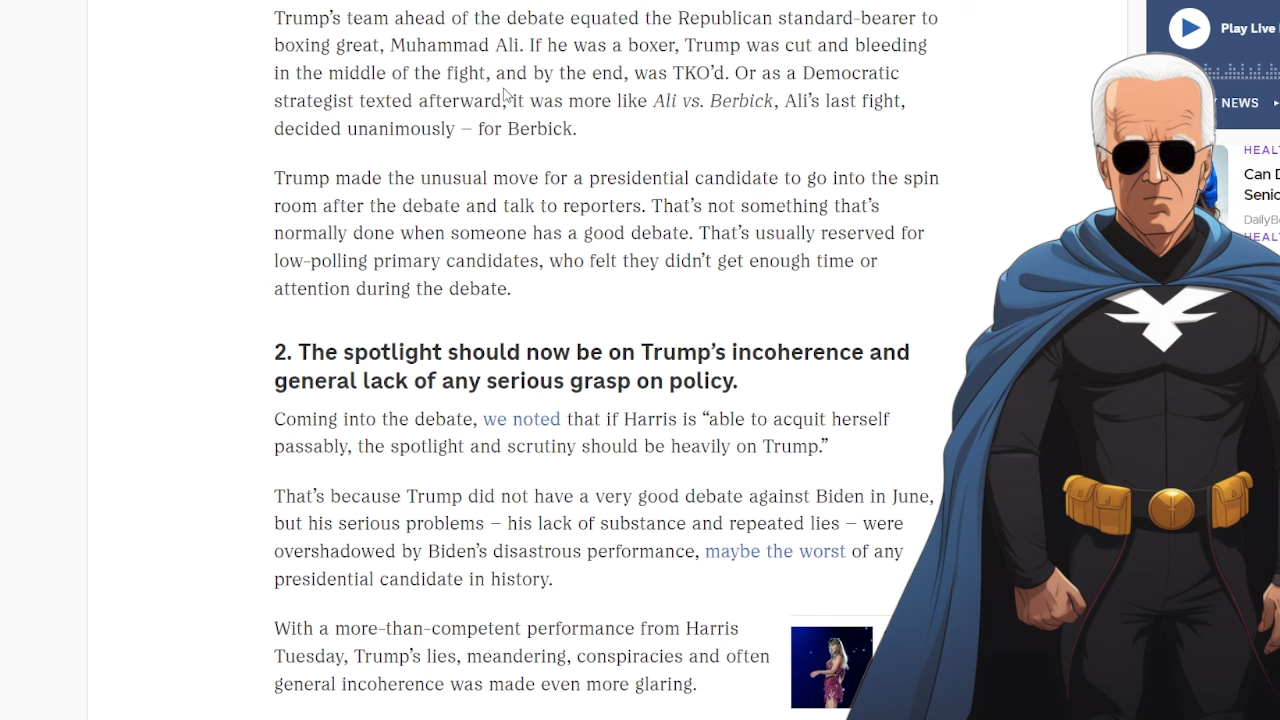 Trump’s team ahead of the debate equated the Republican standard-bearer to
boxing great, Muhammad Ali. If he was a boxer, Trump was cut and bleeding
in the middle of the fight, and by the end, was TKO’d. Or as a Democratic
strategist texted afterward, it was more like Ali vs. Berbick, Ali’s last fight,
decided unanimously – for Berbick.
Trump made the unusual move for a presidential candidate to go into the spin
room after the debate and talk to reporters. That’s not something that’s
normally done when someone has a good debate. That’s usually reserved for
low-polling primary candidates, who felt they didn’t get enough time or
attention during the debate.
2. The spotlight should now be on Trump’s incoherence and
general lack of any serious grasp on policy.
Coming into the debate, we noted that if Harris is “able to acquit herself
passably, the spotlight and scrutiny should be heavily on Trump.”
That’s because Trump did not have a very good debate against Biden in June,
but his serious problems – his lack of substance and repeated lies – were
overshadowed by Biden’s disastrous performance, maybe the worst of any
presidential candidate in history.
With a more-than-competent performance from Harris
Tuesday, Trump’s lies, meandering, conspiracies and often
general incoherence was made even more glaring.
Play Live
NEWS
HEAL
Can D
Senio
DailyB
HEAL